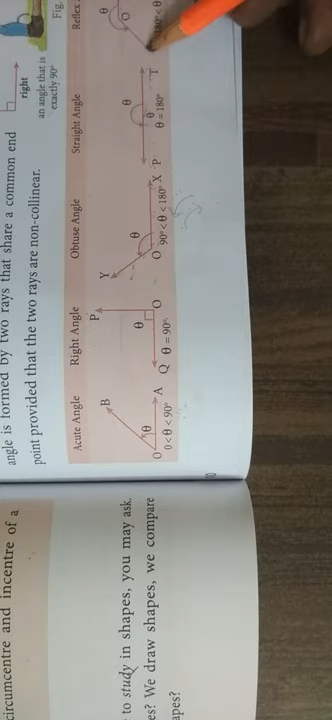 right
an angle that is
exactly 90°
Fig.
angle is formed by two rays that share a common end
point provided that the two rays are non-collinear.
Acute Angle Right Angle Obtuse Angle Straight Angle Reflex
B
θ
O A
0 < θ < 90°
P
θ
O
Q θ = 90°
Y
θ
O X
90° < θ < 180°
P
θ
θ
T
θ = 180°
θ
O
180° < θ
circumcentre and incentre of a
to study in shapes, you may ask.
es? We draw shapes, we compare
apes?